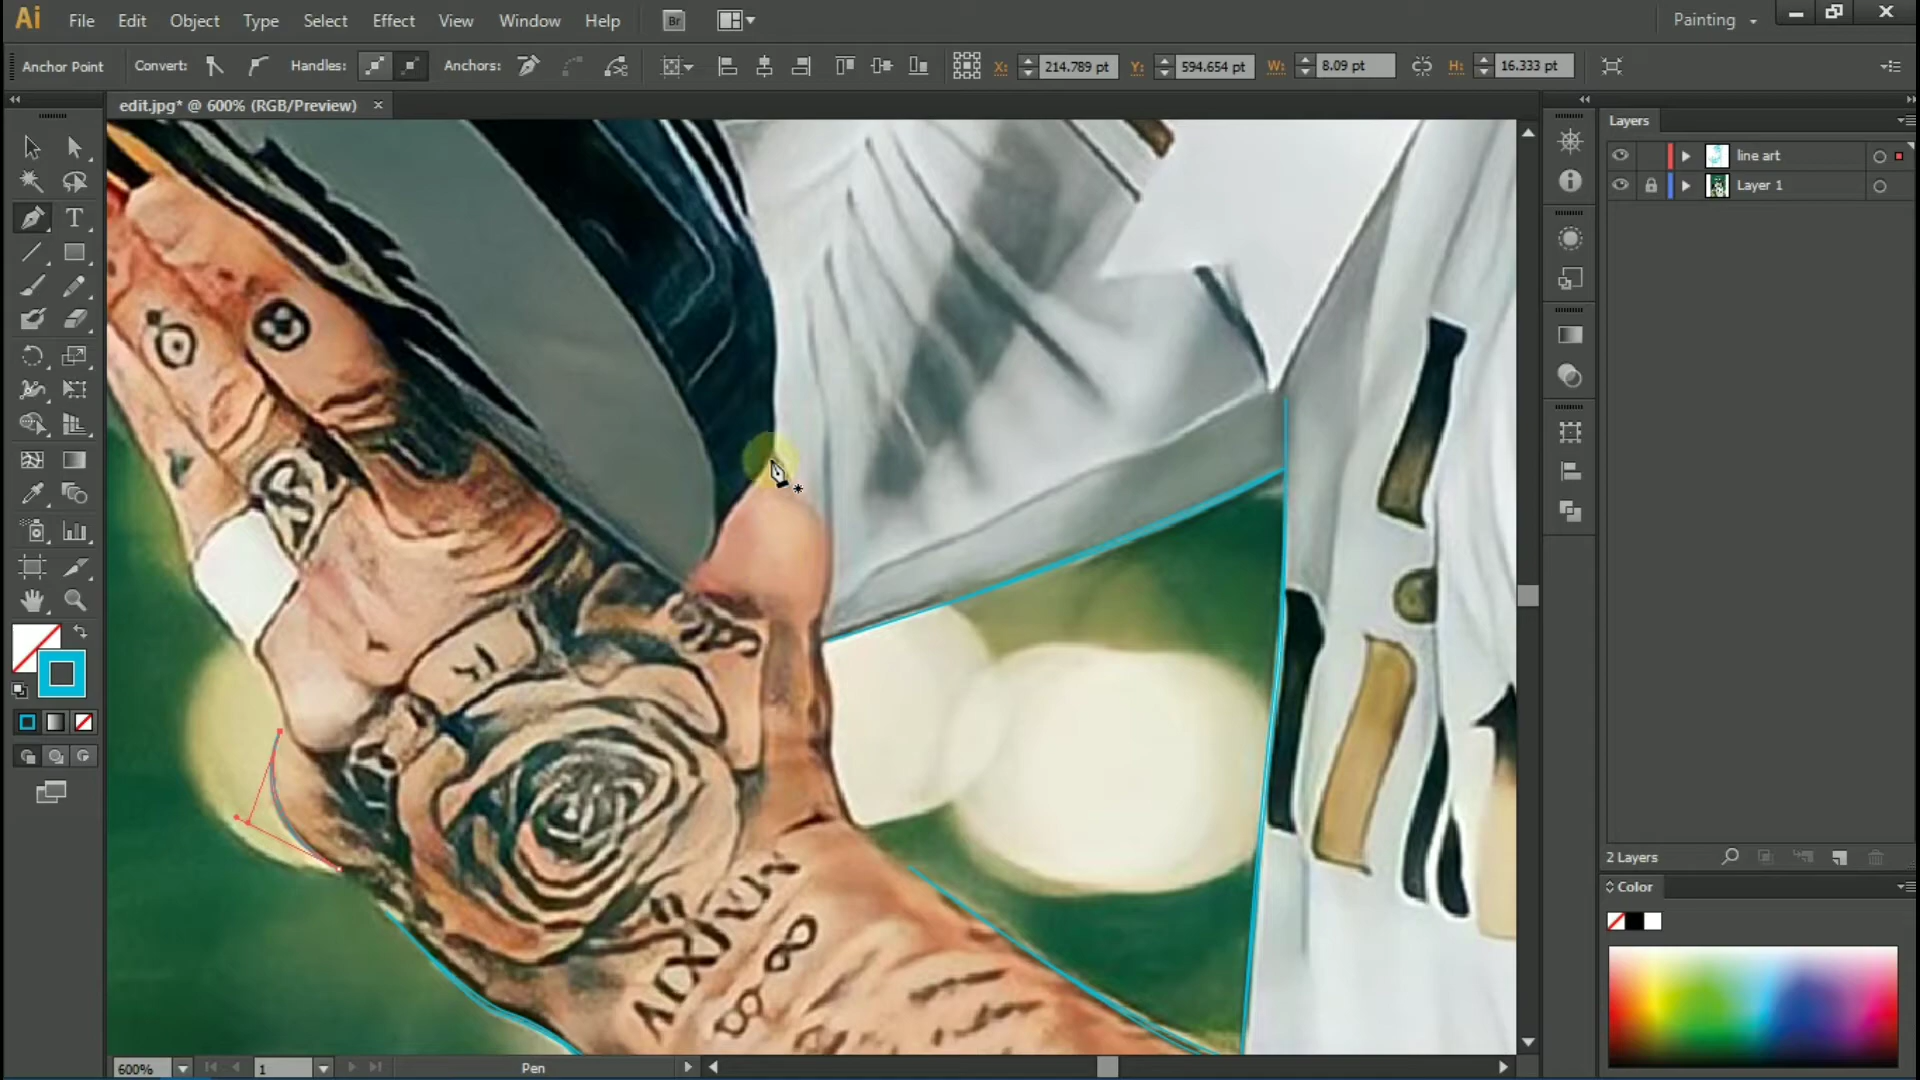 Ai File Edit Object Type Select Effect View Window Help Br Painting
Anchor Point Convert: Handles: Anchors: X: 214.789 pt Y: 594.654 pt W: 8.09 pt H: 16.333 pt
edit.jpg* @ 600% (RGB/Preview)
Layers
line art
Layer 1
2 Layers
Color
600% 1 Pen